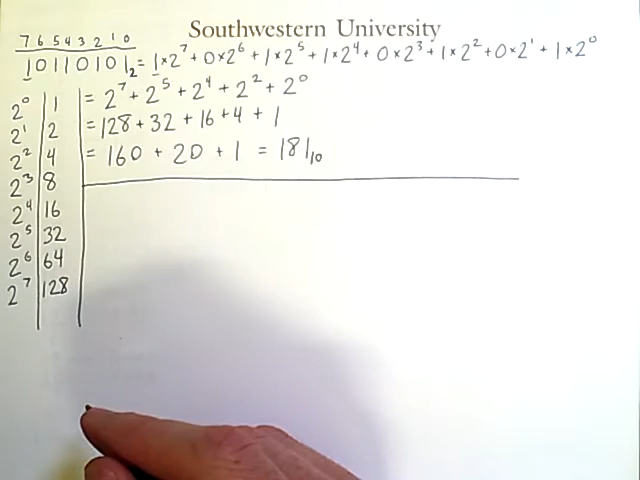 Southwestern University
7 6 5 4 3 2 1 0
10110101₂ = 1×2⁷ + 0×2⁶ + 1×2⁵ + 1×2⁴ + 0×2³ + 1×2² + 0×2¹ + 1×2⁰
= 2⁷ + 2⁵ + 2⁴ + 2² + 2⁰
= 128 + 32 + 16 + 4 + 1
= 160 + 20 + 1 = 181₁₀
2⁰ 1
2¹ 2
2² 4
2³ 8
2⁴ 16
2⁵ 32
2⁶ 64
2⁷ 128